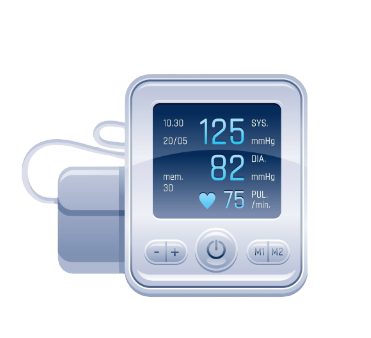 10.30 125 SYS.
20/05 mmHg
82 DIA.
mem. mmHg
30
75 PUL
/min.
- + M1 M2